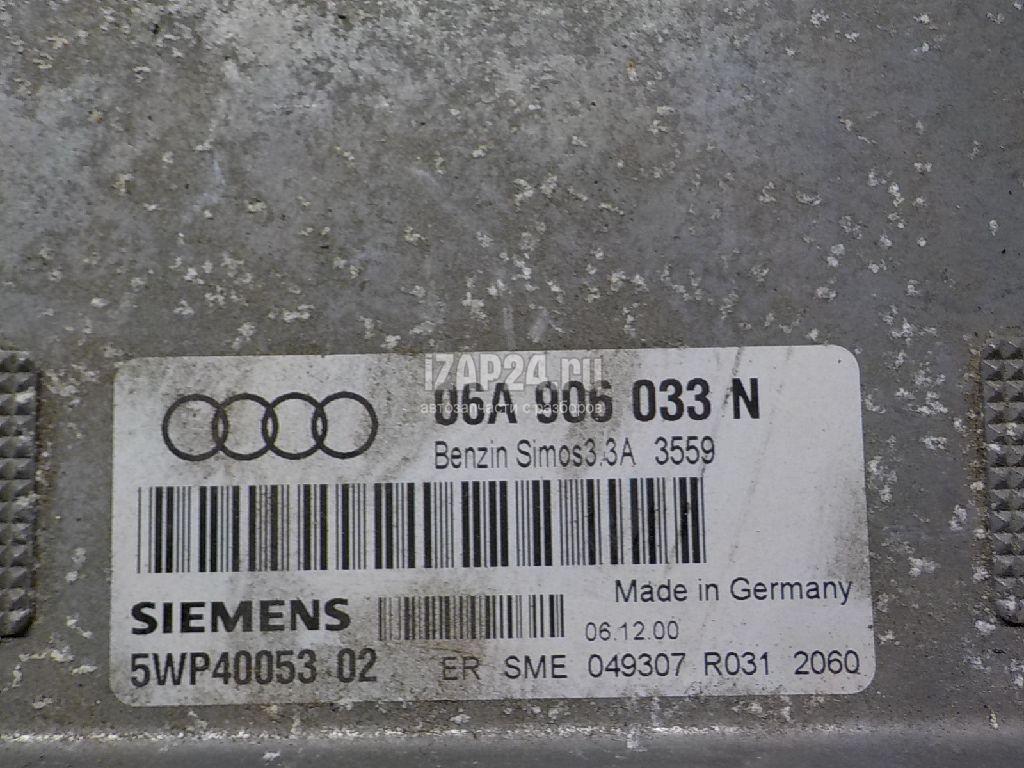 iZAP24.ru
автозапчасти с разборов
06A 906 033 N
Benzin Simos3.3A 3559
Made in Germany
SIEMENS
06.12.00
5WP40053 02 ER SME 049307 R031 2060